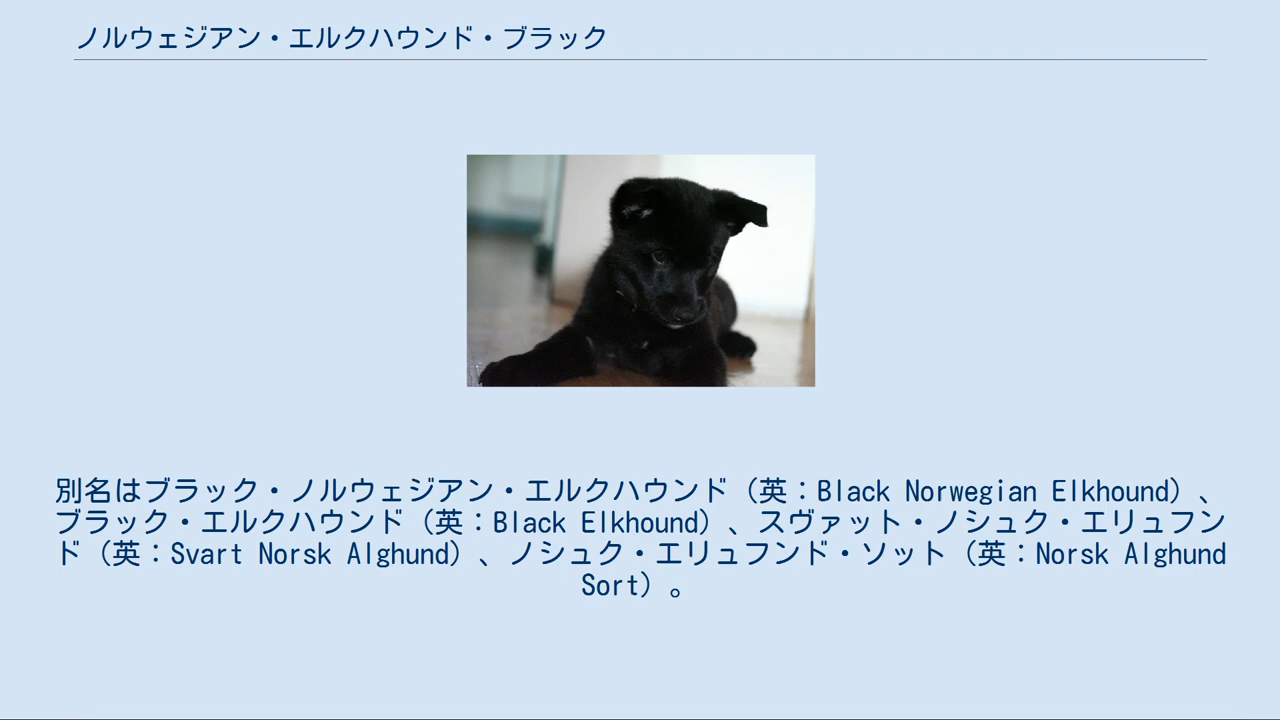 ノルウェジアン・エルクハウンド・ブラック
別名はブラック・ノルウェジアン・エルクハウンド（英：Black Norwegian Elkhound）、
ブラック・エルクハウンド（英：Black Elkhound）、スヴァット・ノシュク・エリュフン
ド（英：Svart Norsk Alghund）、ノシュク・エリュフンド・ソット（英：Norsk Alghund
Sort）。